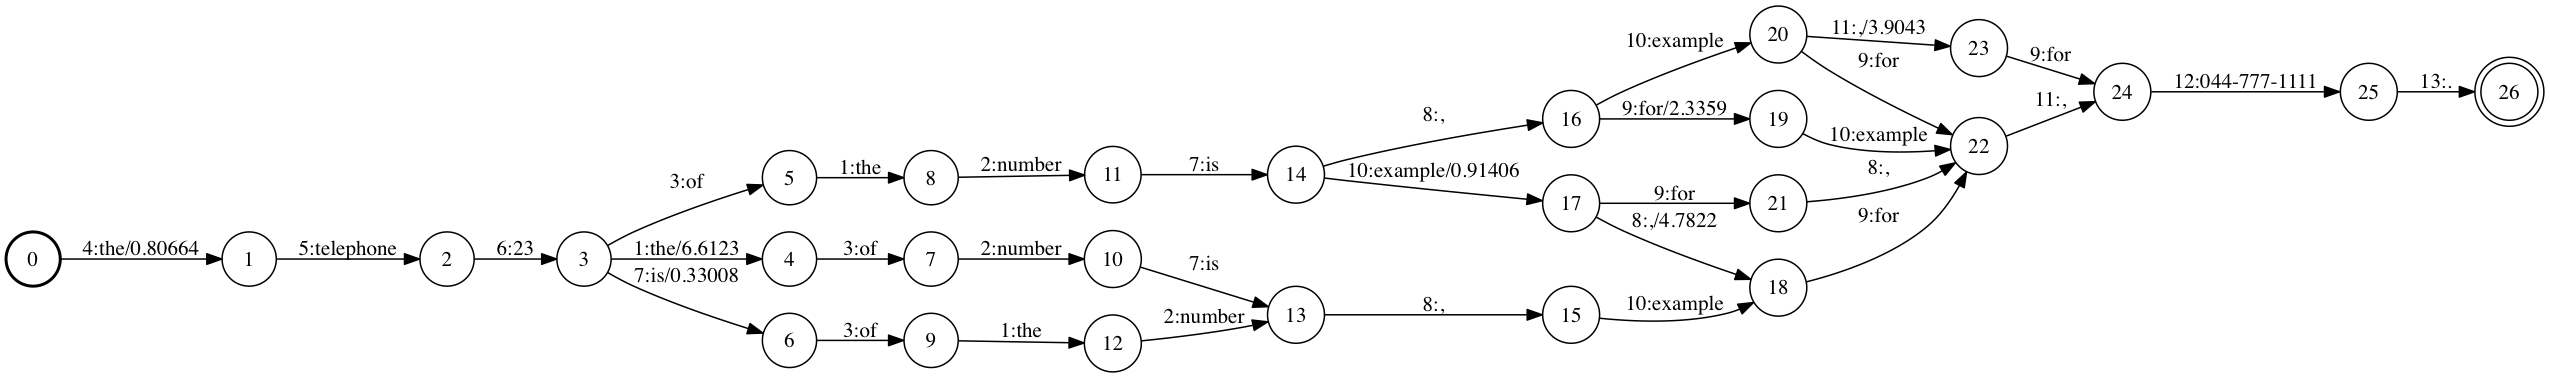 0
4:the/0.80664
1
5:telephone
2
6:23
3
3:of
5
1:the
8
2:number
11
7:is
14
1:the/6.6123
4
3:of
7
2:number
10
7:is
7:is/0.33008
6
3:of
9
1:the
12
2:number
13
8:,
16
10:example/0.91406
17
8:,
15
10:example
20
9:for/2.3359
19
9:for
21
8:,/4.7822
10:example
18
11:,/3.9043
23
9:for
10:example
22
8:,
9:for
9:for
24
11:,
12:044-777-1111
25
13:.
26